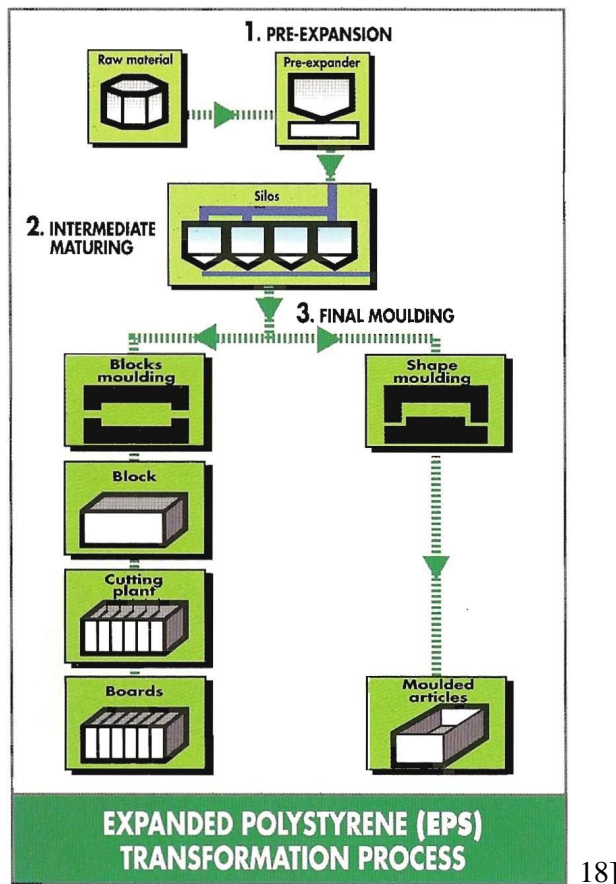 1. PRE-EXPANSION
Raw material
Pre-expander
Silos
2. INTERMEDIATE
MATURING
3. FINAL MOULDING
Blocks
moulding
Shape
moulding
Block
Cutting
plant
Boards
Moulded
articles
EXPANDED POLYSTYRENE (EPS)
TRANSFORMATION PROCESS